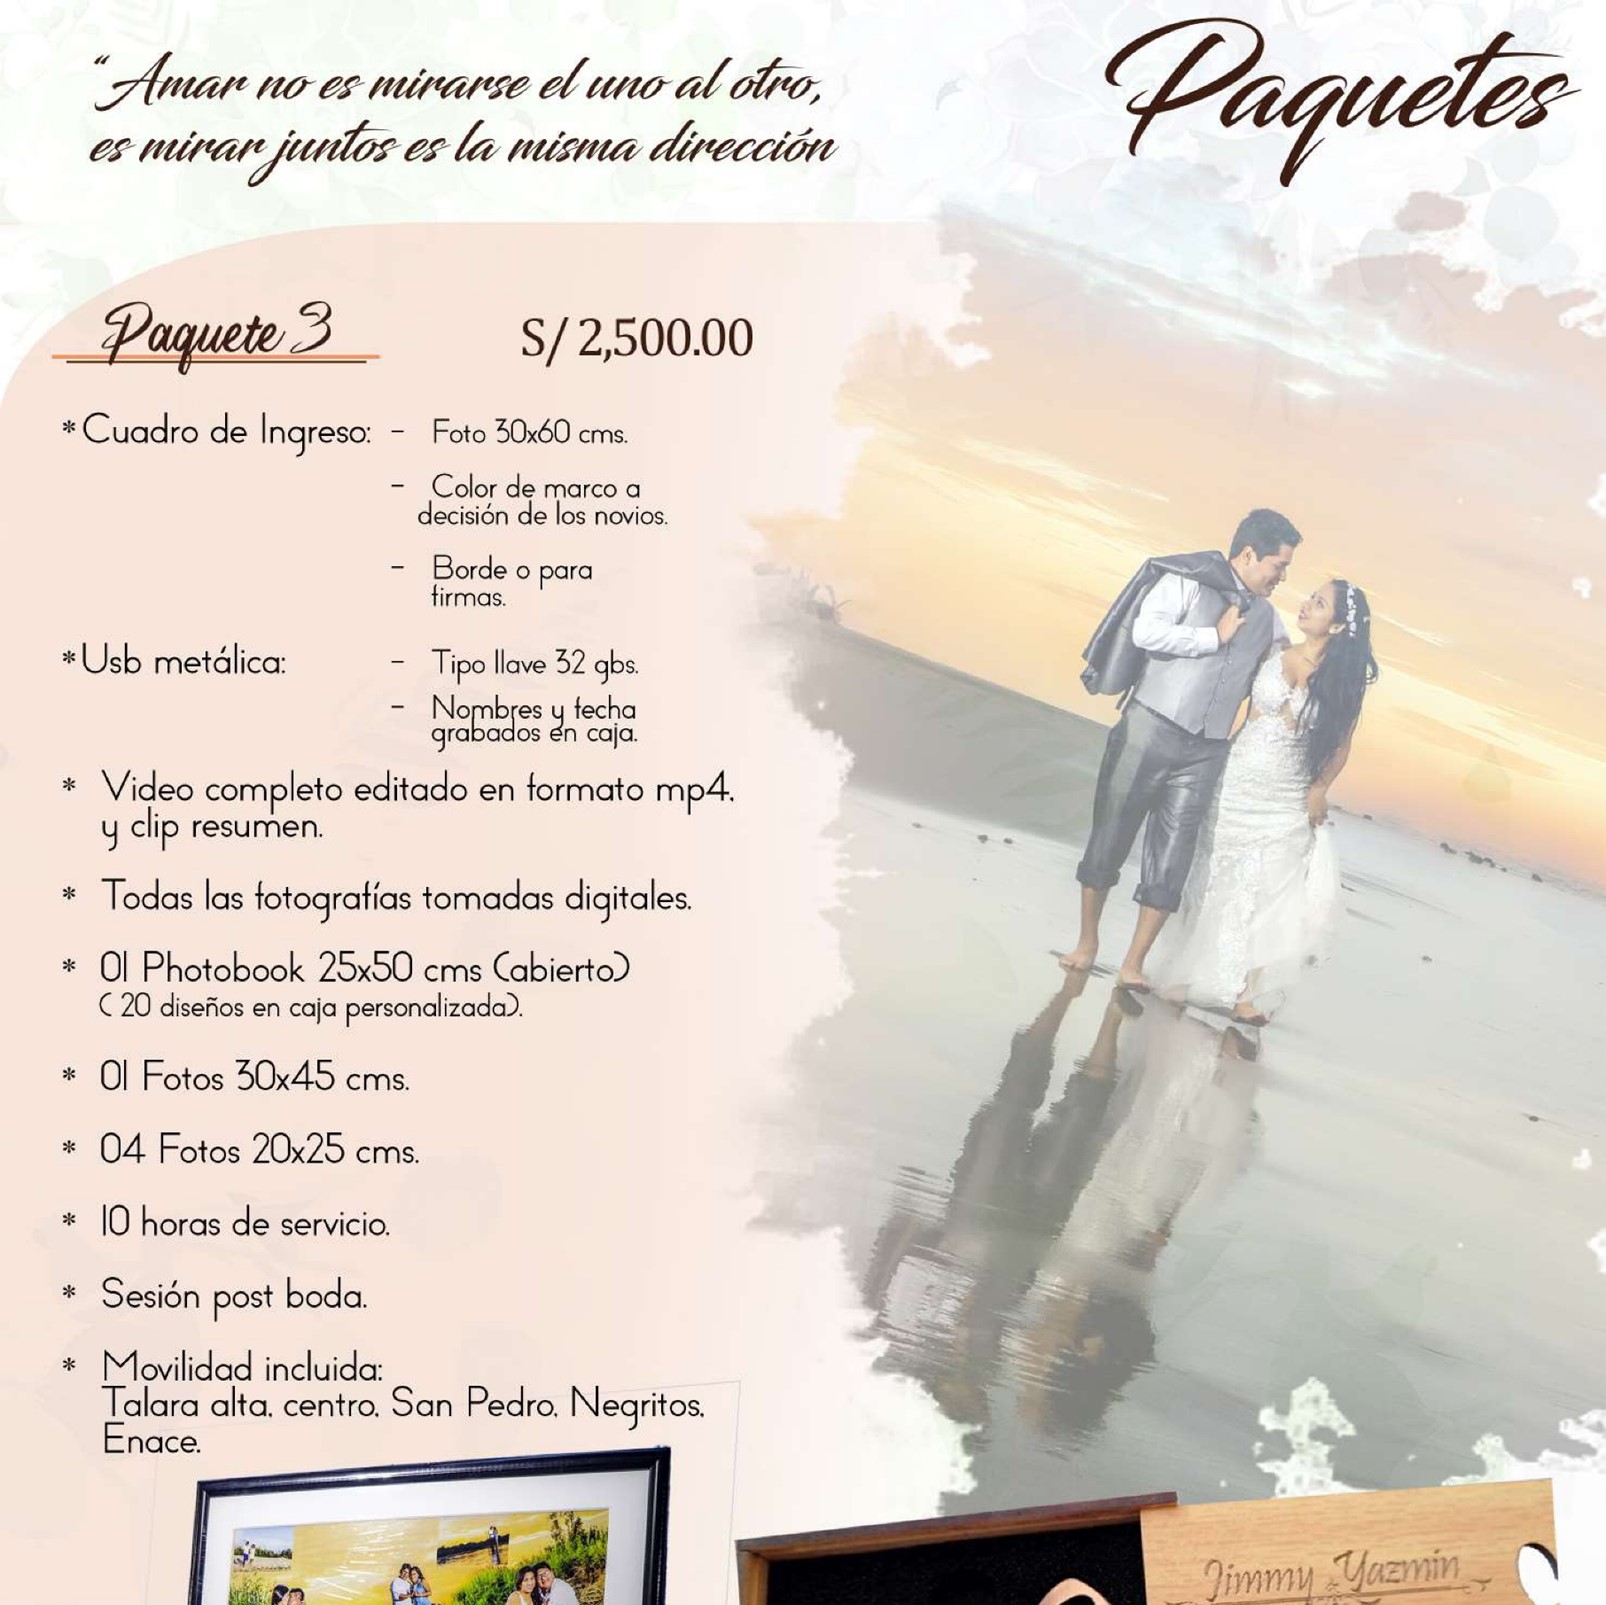 “Amar no es mirarse el uno al otro,
es mirar juntos es la misma dirección
Paquetes
Paquete 3
S/ 2,500.00
* Cuadro de Ingreso: - Foto 30x60 cms.
- Color de marco a
decisión de los novios.
- Borde o para
firmas.
* Usb metálica: - Tipo llave 32 gbs.
- Nombres y fecha
grabados en caja.
* Video completo editado en formato mp4.
y clip resumen.
* Todas las fotografías tomadas digitales.
* 01 Photobook 25x50 cms (abierto)
( 20 diseños en caja personalizada).
* 01 Fotos 30x45 cms.
* 04 Fotos 20x25 cms.
* 10 horas de servicio.
* Sesión post boda.
* Movilidad incluida:
Talara alta, centro, San Pedro, Negritos,
Enace.
Jimmy & Yazmin